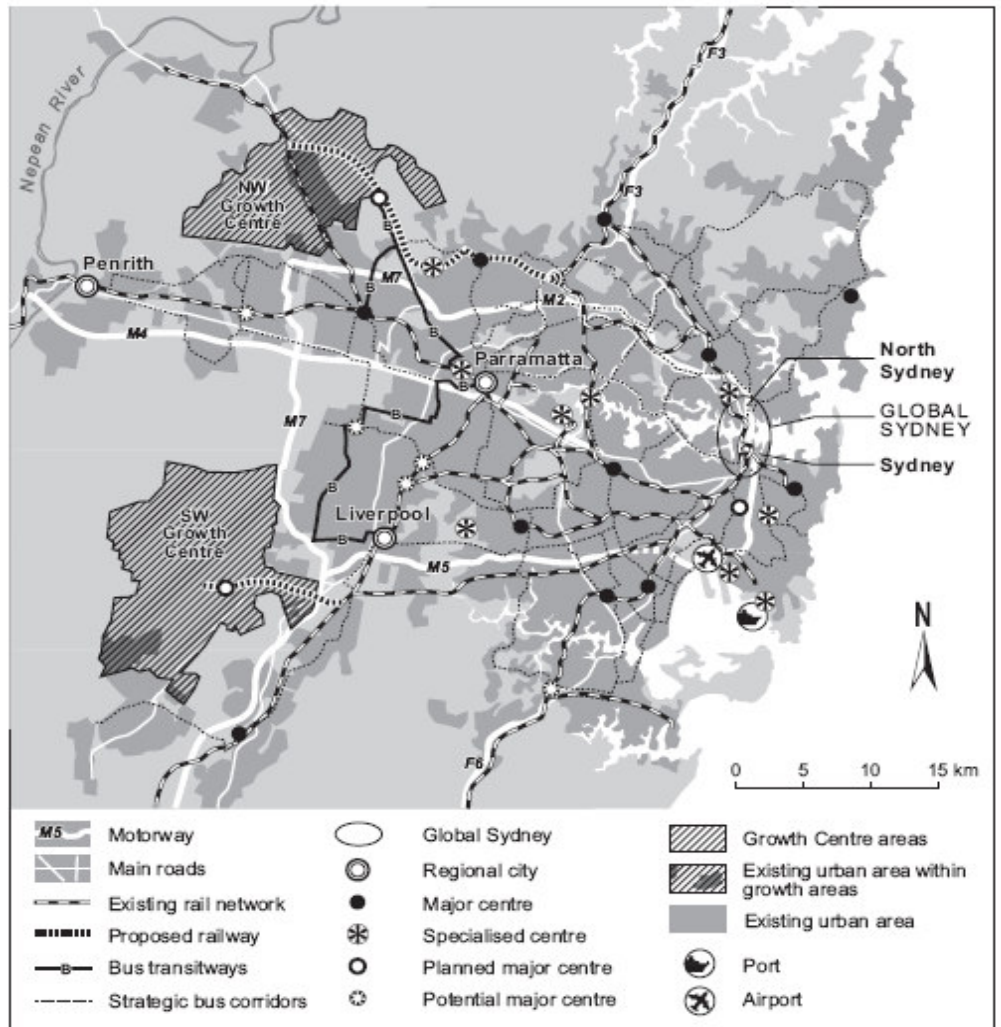 F3
Nepean River
F3
NW
Growth
Centre
Penrith
B
M7
B
M2
M4
B
Parramatta
B
North
Sydney
GLOBAL
SYDNEY
M7
B
Sydney
B
Liverpool
SW
Growth
Centre
B
M5
N
F6
0 5 10 15 km
M5 Motorway
Main roads
Existing rail network
Proposed railway
B Bus transitways
Strategic bus corridors
Global Sydney
Regional city
Major centre
Specialised centre
Planned major centre
Potential major centre
Growth Centre areas
Existing urban area within
growth areas
Existing urban area
Port
Airport